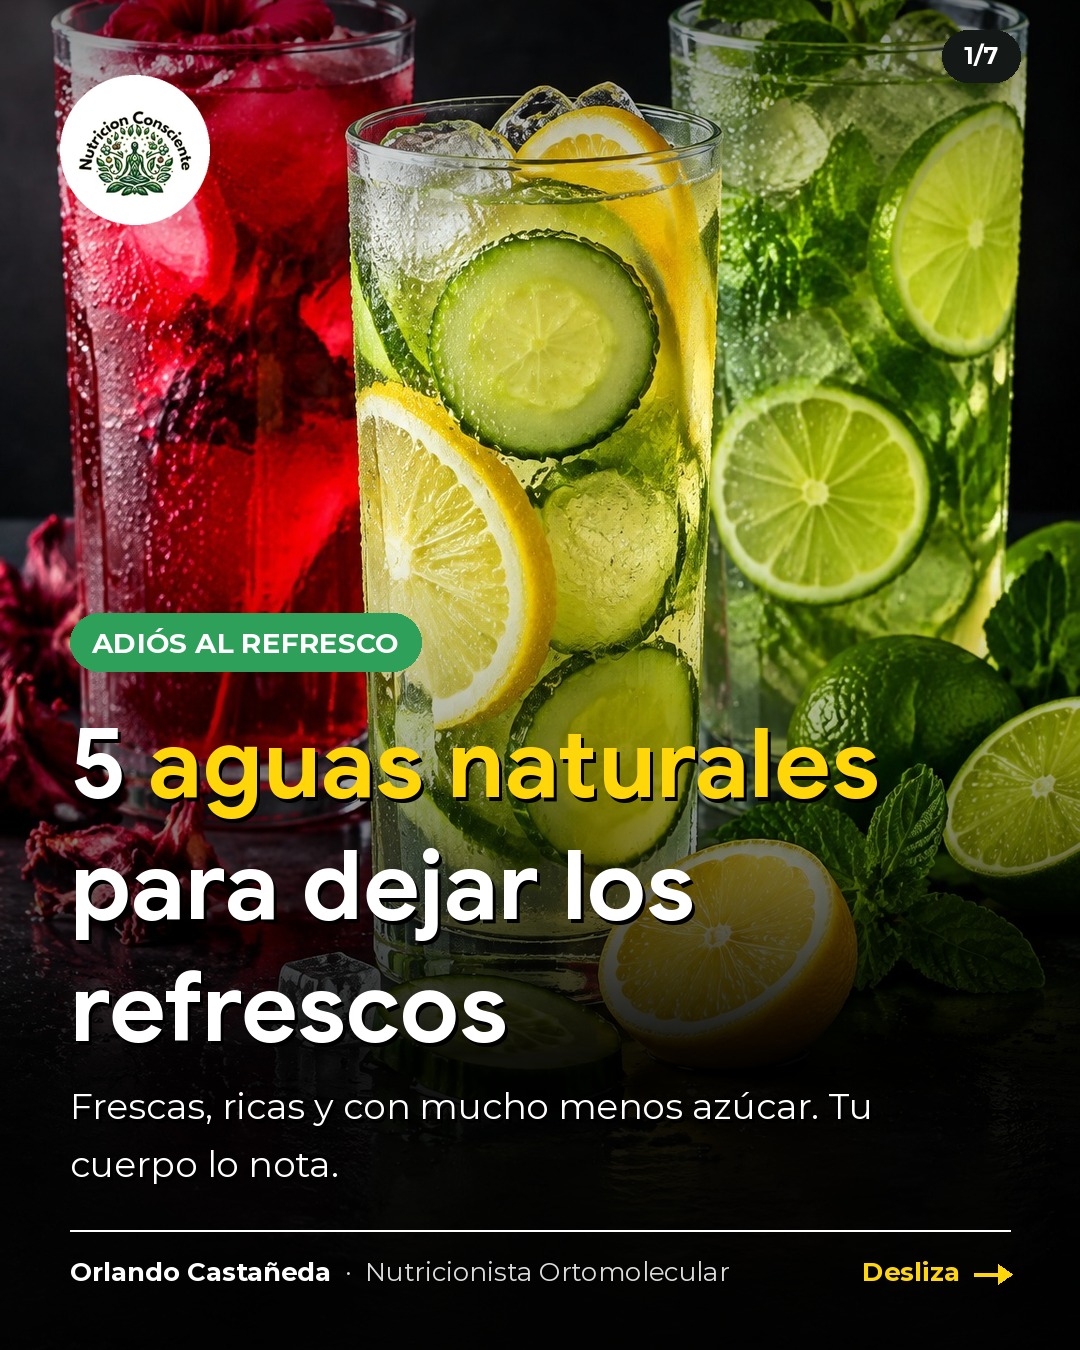 1/7
Nutricion Consciente
ADIÓS AL REFRESCO
5 aguas naturales
para dejar los
refrescos
Frescas, ricas y con mucho menos azúcar. Tu
cuerpo lo nota.
Orlando Castañeda · Nutricionista Ortomolecular
Desliza